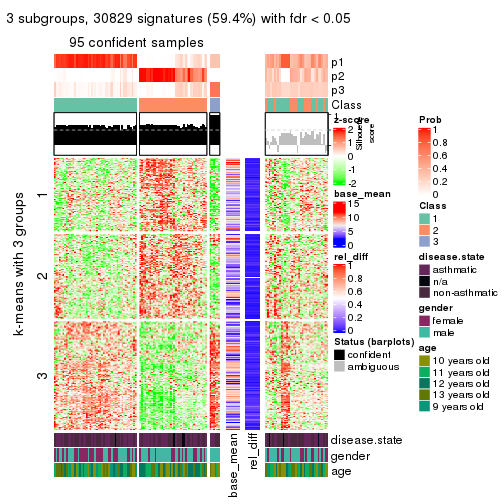 3 subgroups, 30829 signatures (59.4%) with fdr < 0.05
95 confident samples
p1
p2
p3
Class
z-score
2
1
0
-1
-2
Silhouette
score
k-means with 3 groups
1
2
3
base_mean
15
10
5
0
rel_diff
1
0.8
0.6
0.4
0.2
0
Status (barplots)
confident
ambiguous
Prob
1
0.8
0.6
0.4
0.2
0
Class
1
2
3
disease.state
asthmatic
n/a
non-asthmatic
gender
female
male
age
10 years old
11 years old
12 years old
13 years old
9 years old
disease.state
gender
age
base_mean
rel_diff